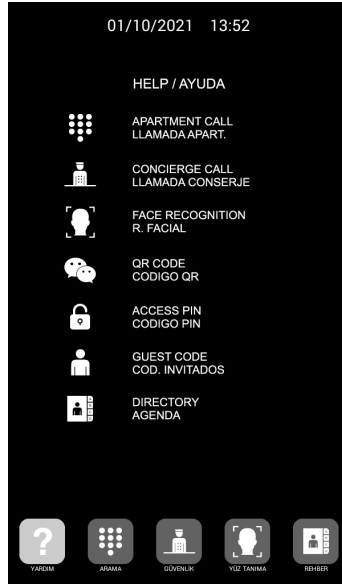 01/10/2021 13:52
HELP / AYUDA
APARTMENT CALL
LLAMADA APART.
CONCIERGE CALL
LLAMADA CONSERJE
FACE RECOGNITION
R. FACIAL
QR CODE
CODIGO QR
ACCESS PIN
CODIGO PIN
GUEST CODE
COD. INVITADOS
DIRECTORY
AGENDA
?
YARDIM ARAMA GÜVENLİK YÜZ TANIMA REHBER